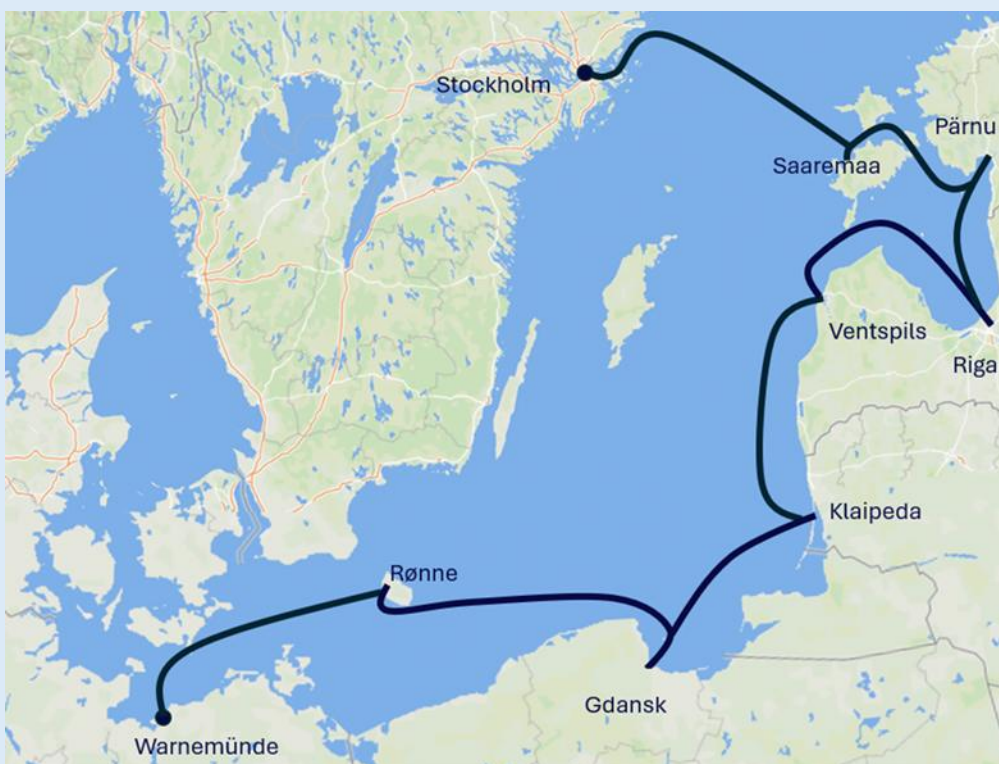 Stockholm
Pärnu
Saaremaa
Ventspils
Riga
Klaipeda
Rønne
Gdansk
Warnemünde